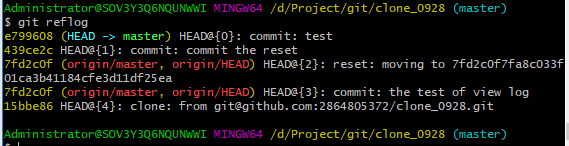 Administrator@SOV3Y3Q6NQUNWWI MINGW64 /d/Project/git/clone_0928 (master)
$ git reflog
e799608 (HEAD -> master) HEAD@{0}: commit: test
439ce2c HEAD@{1}: commit: commit the reset
7fd2c0f (origin/master, origin/HEAD) HEAD@{2}: reset: moving to 7fd2c0f7fa8c033f
01ca3b41184cfe3d11df25ea
7fd2c0f (origin/master, origin/HEAD) HEAD@{3}: commit: the test of view log
15bbe86 HEAD@{4}: clone: from git@github.com:2864805372/clone_0928.git
Administrator@SOV3Y3Q6NQUNWWI MINGW64 /d/Project/git/clone_0928 (master)
$